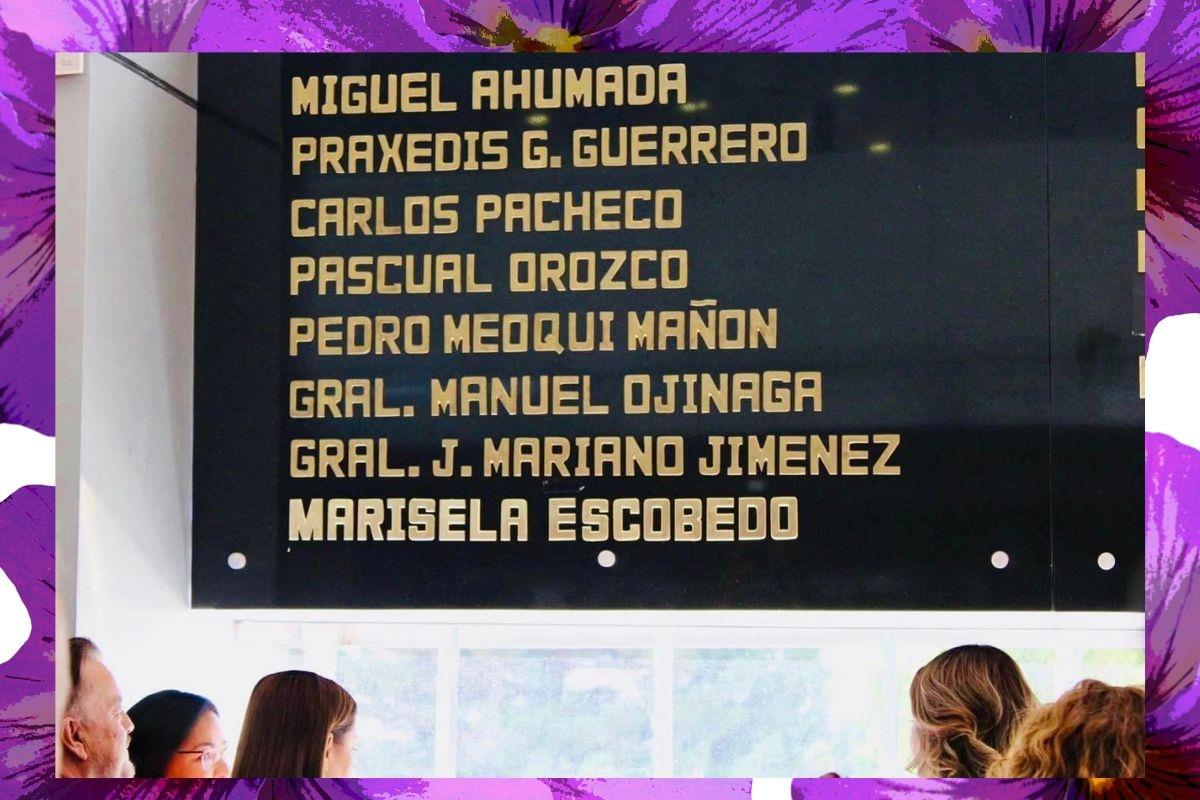 MIGUEL AHUMADA
PRAXEDIS G. GUERRERO
CARLOS PACHECO
PASCUAL OROZCO
PEDRO MEOQUI MAÑON
GRAL. MANUEL OJINAGA
GRAL. J. MARIANO JIMENEZ
MARISELA ESCOBEDO